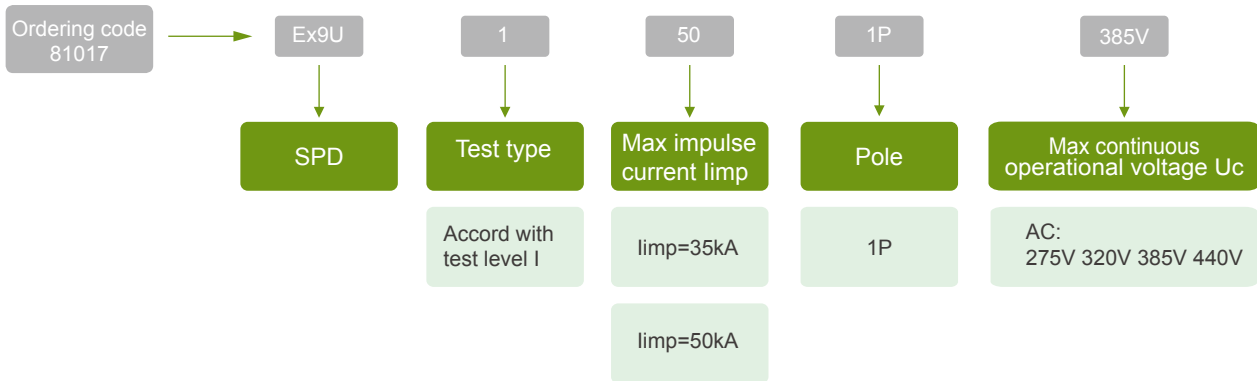 Ordering code
81017
Ex9U
1
50
1P
385V
SPD
Test type
Max impulse
current Iimp
Pole
Max continuous
operational voltage Uc
Accord with
test level I
Iimp=35kA
1P
AC:
275V 320V 385V 440V
Iimp=50kA